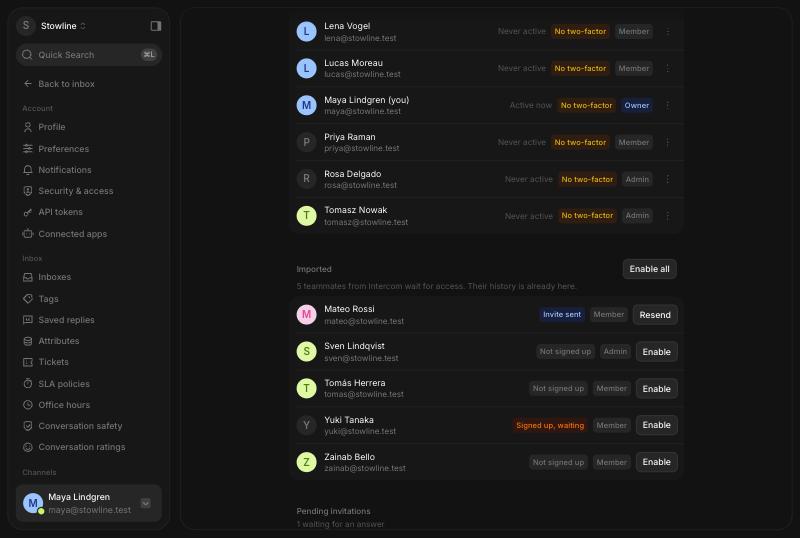 S Stowline
Quick Search ⌘L
Back to inbox
Account
Profile
Preferences
Notifications
Security & access
API tokens
Connected apps
Inbox
Inboxes
Tags
Saved replies
Attributes
Tickets
SLA policies
Office hours
Conversation safety
Conversation ratings
Channels
M Maya Lindgren
maya@stowline.test
L Lena Vogel Never active No two-factor Member
lena@stowline.test
L Lucas Moreau Never active No two-factor Member
lucas@stowline.test
M Maya Lindgren (you) Active now No two-factor Owner
maya@stowline.test
P Priya Raman Never active No two-factor Member
priya@stowline.test
R Rosa Delgado Never active No two-factor Admin
rosa@stowline.test
T Tomasz Nowak Never active No two-factor Admin
tomasz@stowline.test
Imported Enable all
5 teammates from Intercom wait for access. Their history is already here.
M Mateo Rossi Invite sent Member Resend
mateo@stowline.test
S Sven Lindqvist Not signed up Admin Enable
sven@stowline.test
T Tomás Herrera Not signed up Member Enable
tomas@stowline.test
Y Yuki Tanaka Signed up, waiting Member Enable
yuki@stowline.test
Z Zainab Bello Not signed up Member Enable
zainab@stowline.test
Pending invitations
1 waiting for an answer